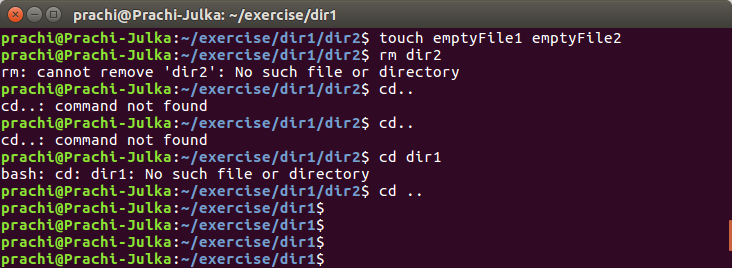 prachi@Prachi-Julka: ~/exercise/dir1
prachi@Prachi-Julka:~/exercise/dir1/dir2$ touch emptyFile1 emptyFile2
prachi@Prachi-Julka:~/exercise/dir1/dir2$ rm dir2
rm: cannot remove 'dir2': No such file or directory
prachi@Prachi-Julka:~/exercise/dir1/dir2$ cd..
cd..: command not found
prachi@Prachi-Julka:~/exercise/dir1/dir2$ cd..
cd..: command not found
prachi@Prachi-Julka:~/exercise/dir1/dir2$ cd dir1
bash: cd: dir1: No such file or directory
prachi@Prachi-Julka:~/exercise/dir1/dir2$ cd ..
prachi@Prachi-Julka:~/exercise/dir1$
prachi@Prachi-Julka:~/exercise/dir1$
prachi@Prachi-Julka:~/exercise/dir1$
prachi@Prachi-Julka:~/exercise/dir1$